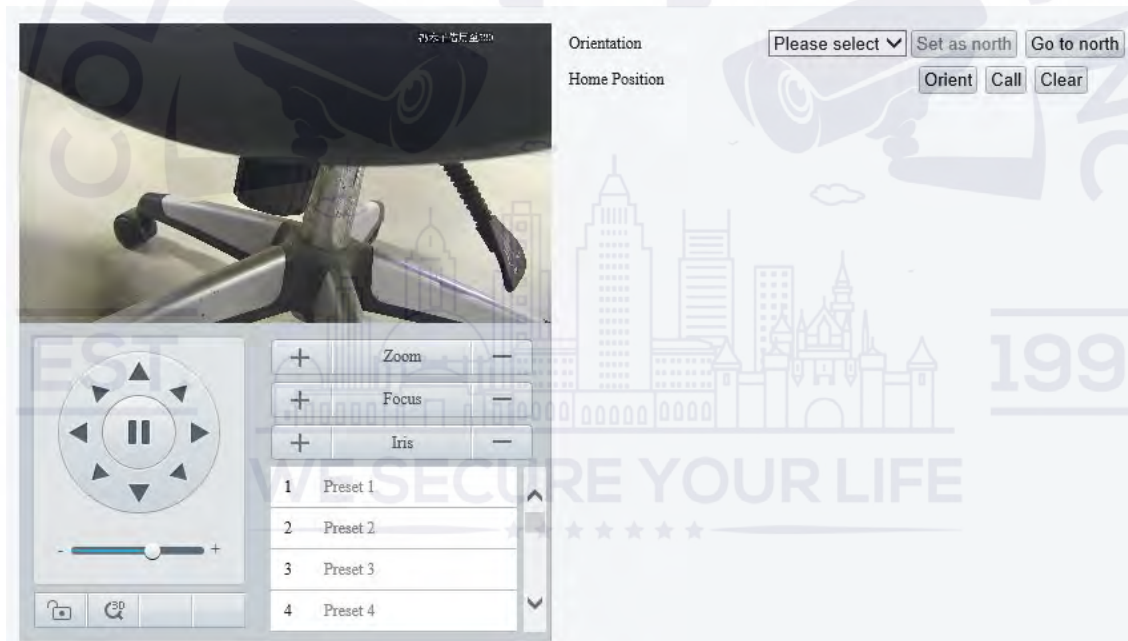 Orientation
Please select
Set as north
Go to north
Home Position
Orient
Call
Clear
+ Zoom −
+ Focus −
+ Iris −
1 Preset 1
2 Preset 2
3 Preset 3
4 Preset 4
- +
3D
EST
199
WE SECURE YOUR LIFE